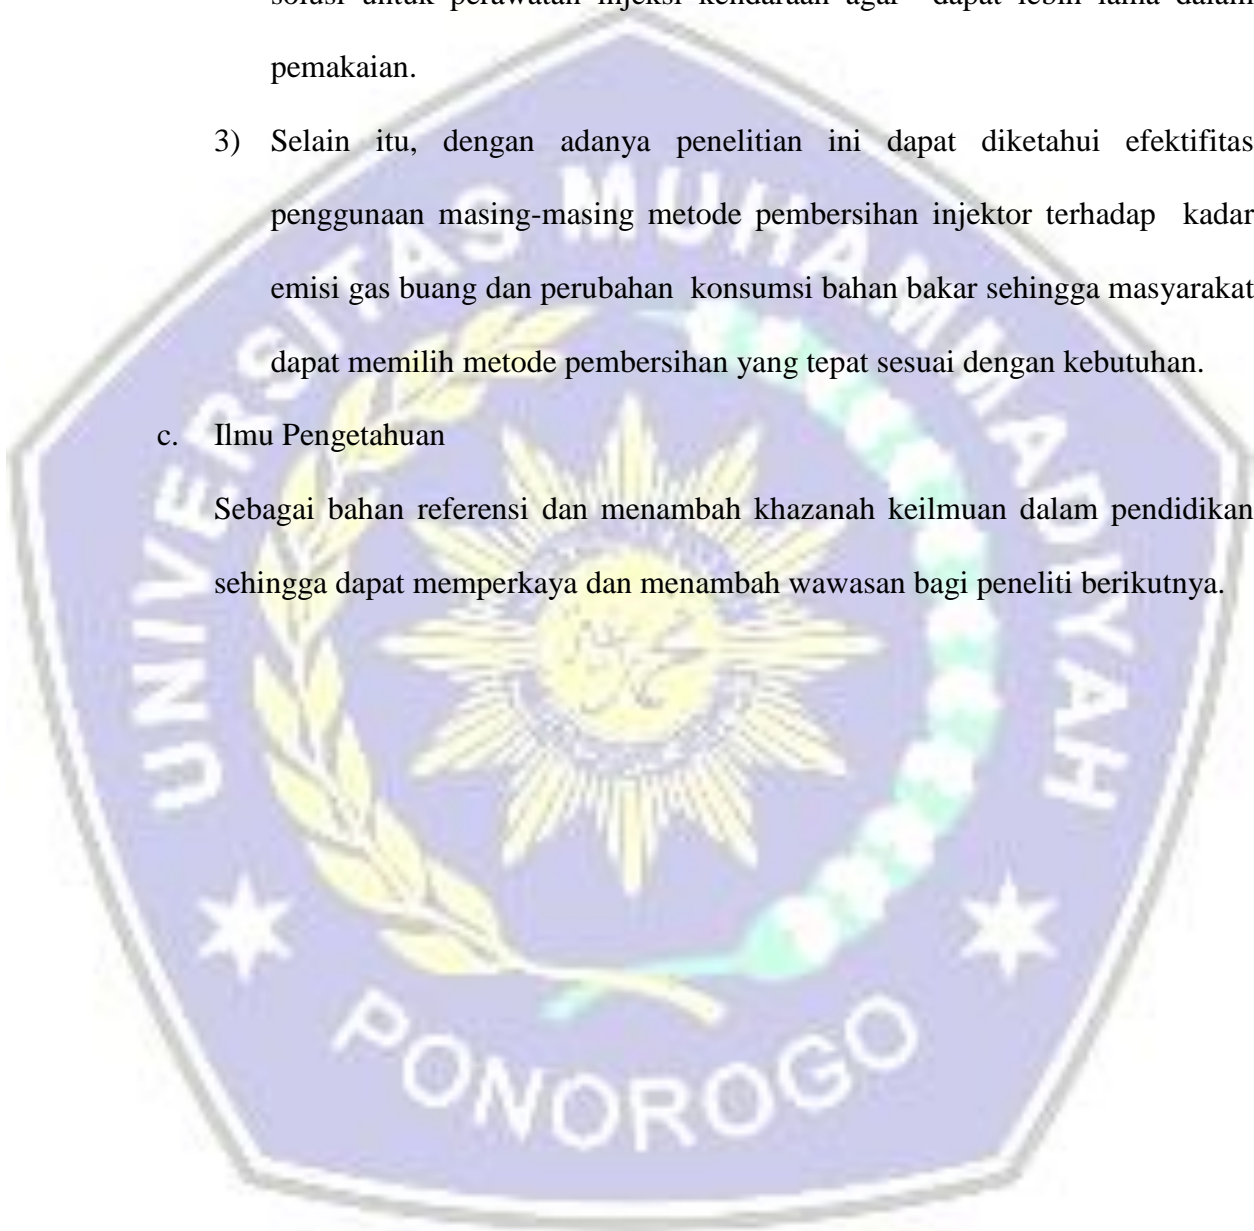 solusi untuk perawatan injeksi kendaraan agar dapat lebih lama dalam
pemakaian.
3) Selain itu, dengan adanya penelitian ini dapat diketahui efektifitas
penggunaan masing-masing metode pembersihan injektor terhadap kadar
emisi gas buang dan perubahan konsumsi bahan bakar sehingga masyarakat
dapat memilih metode pembersihan yang tepat sesuai dengan kebutuhan.
c. Ilmu Pengetahuan
Sebagai bahan referensi dan menambah khazanah keilmuan dalam pendidikan
sehingga dapat memperkaya dan menambah wawasan bagi peneliti berikutnya.
UNIVERSITAS MUHAMMADIYAH
PONOROGO